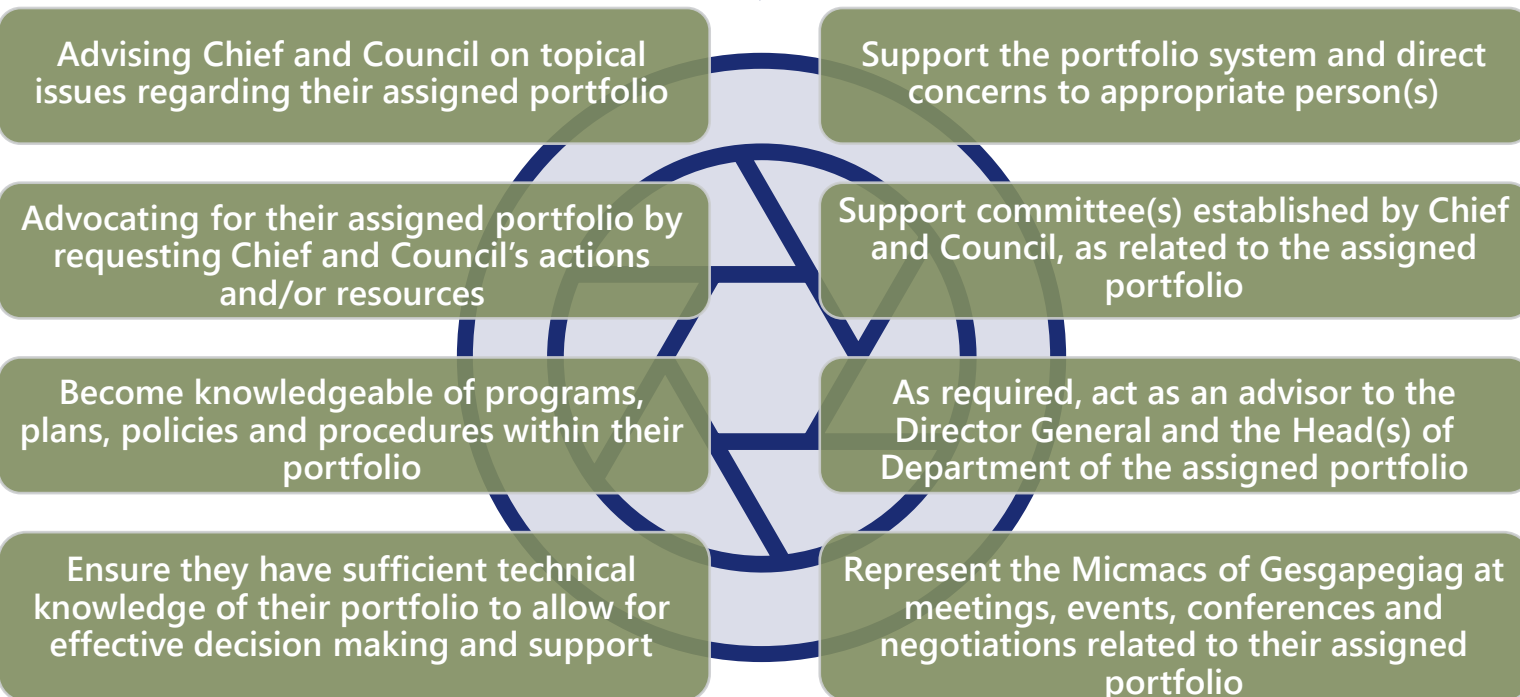 Advising Chief and Council on topical
issues regarding their assigned portfolio
Support the portfolio system and direct
concerns to appropriate person(s)
Advocating for their assigned portfolio by
requesting Chief and Council’s actions
and/or resources
Support committee(s) established by Chief
and Council, as related to the assigned
portfolio
Become knowledgeable of programs,
plans, policies and procedures within their
portfolio
As required, act as an advisor to the
Director General and the Head(s) of
Department of the assigned portfolio
Ensure they have sufficient technical
knowledge of their portfolio to allow for
effective decision making and support
Represent the Micmacs of Gesgapegiag at
meetings, events, conferences and
negotiations related to their assigned
portfolio